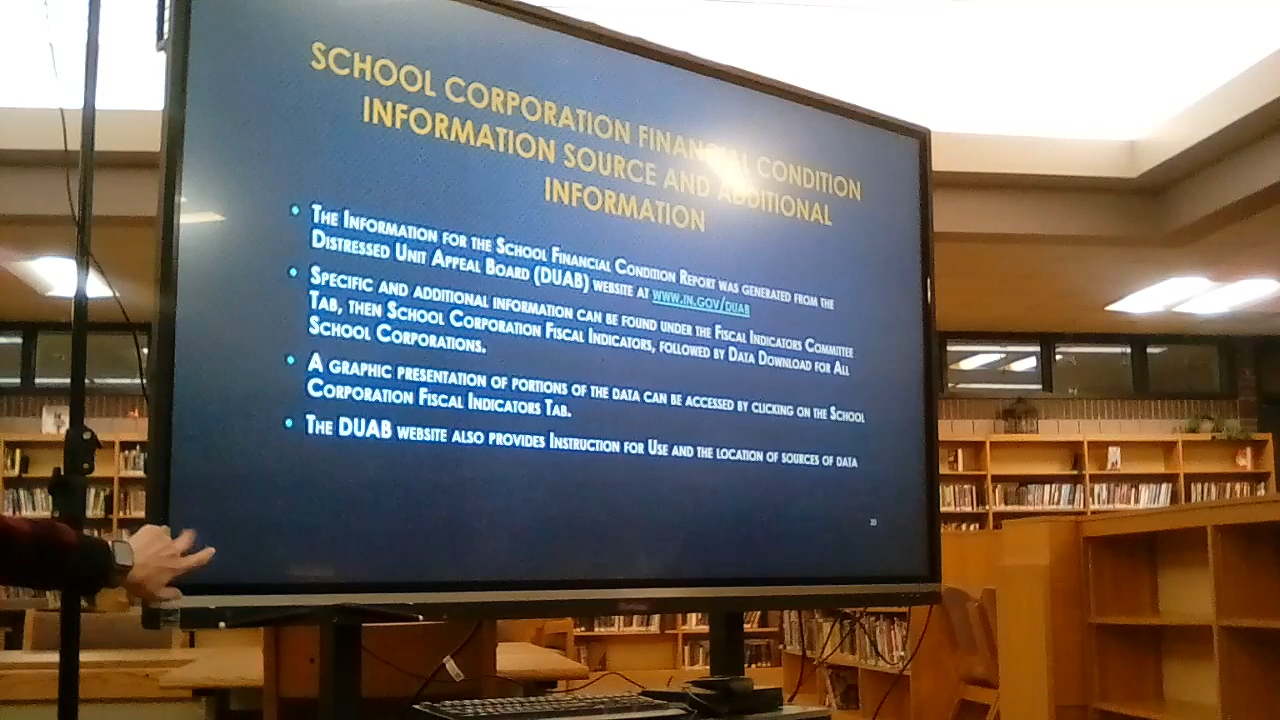 SCHOOL CORPORATION FINANCIAL CONDITION
INFORMATION SOURCE AND ADDITIONAL
INFORMATION
• THE INFORMATION FOR THE SCHOOL FINANCIAL CONDITION REPORT WAS GENERATED FROM THE
DISTRESSED UNIT APPEAL BOARD (DUAB) WEBSITE AT WWW.IN.GOV/DUAB
• SPECIFIC AND ADDITIONAL INFORMATION CAN BE FOUND UNDER THE FISCAL INDICATORS COMMITTEE
TAB, THEN SCHOOL CORPORATION FISCAL INDICATORS, FOLLOWED BY DATA DOWNLOAD FOR ALL
SCHOOL CORPORATIONS.
• A GRAPHIC PRESENTATION OF PORTIONS OF THE DATA CAN BE ACCESSED BY CLICKING ON THE SCHOOL
CORPORATION FISCAL INDICATORS TAB.
• THE DUAB WEBSITE ALSO PROVIDES INSTRUCTION FOR USE AND THE LOCATION OF SOURCES OF DATA